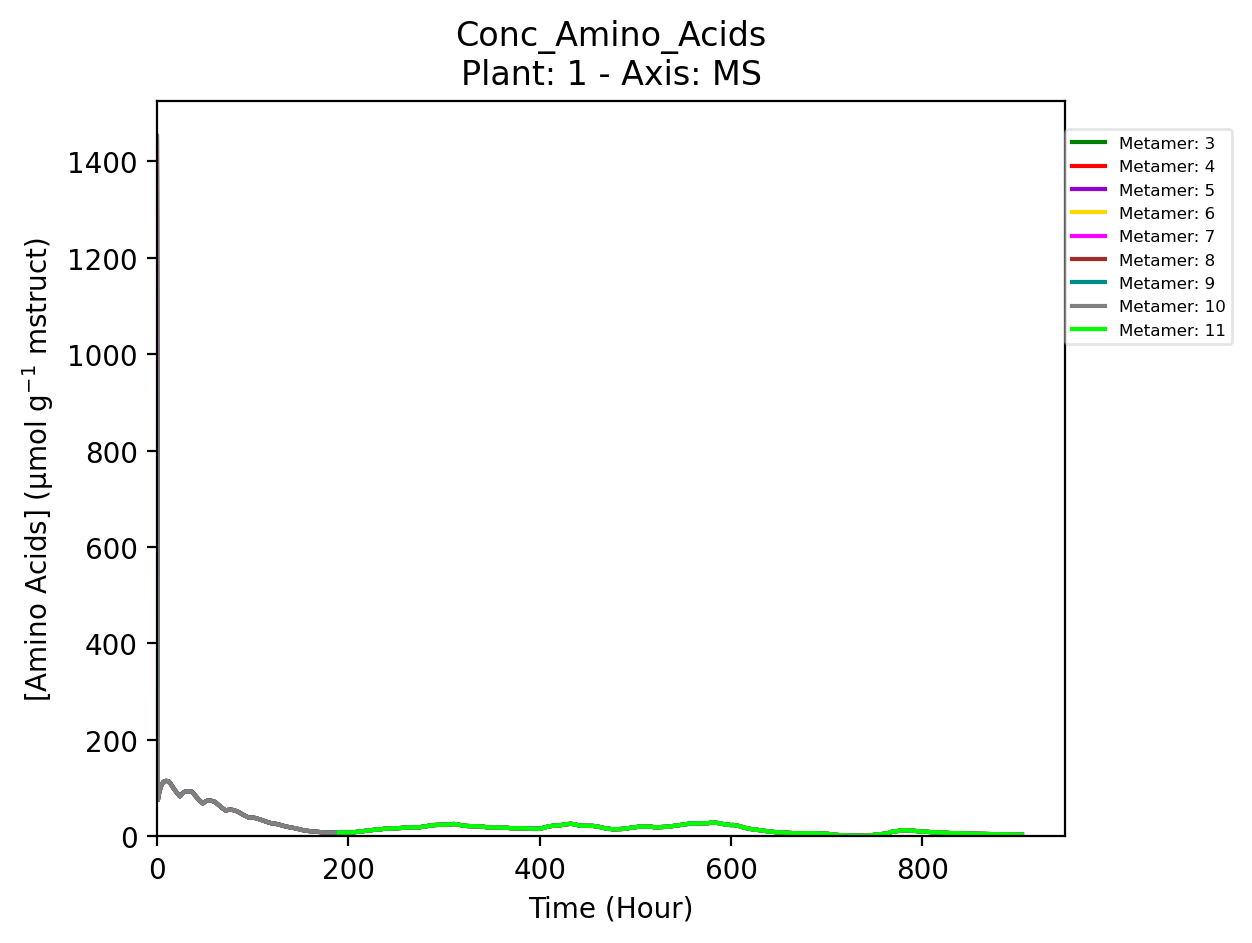 Conc_Amino_Acids
Plant: 1 - Axis: MS
[Amino Acids] (µmol g⁻¹ mstruct)
1400
1200
1000
800
600
400
200
0
0 200 400 600 800
Time (Hour)
Metamer: 3
Metamer: 4
Metamer: 5
Metamer: 6
Metamer: 7
Metamer: 8
Metamer: 9
Metamer: 10
Metamer: 11